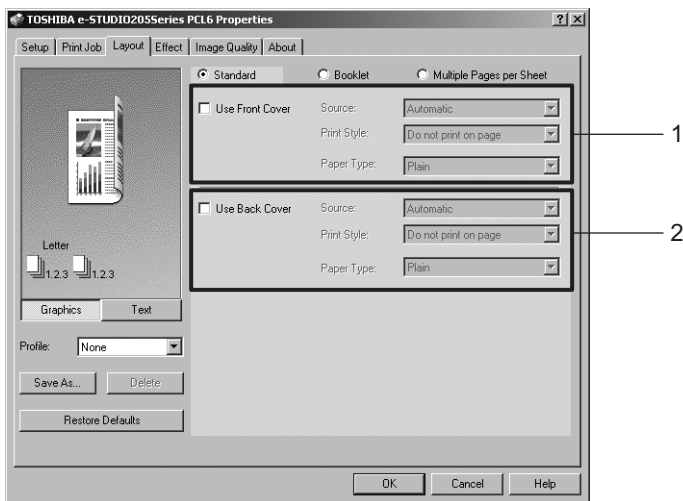 TOSHIBA e-STUDIO205Series PCL6 Properties
Setup Print Job Layout Effect Image Quality About
Standard Booklet Multiple Pages per Sheet
Use Front Cover Source: Automatic
Print Style: Do not print on page
Paper Type: Plain
1
Use Back Cover Source: Automatic
Print Style: Do not print on page
Paper Type: Plain
2
Letter
1.2.3 1.2.3
Graphics Text
Profile: None
Save As... Delete
Restore Defaults
OK Cancel Help